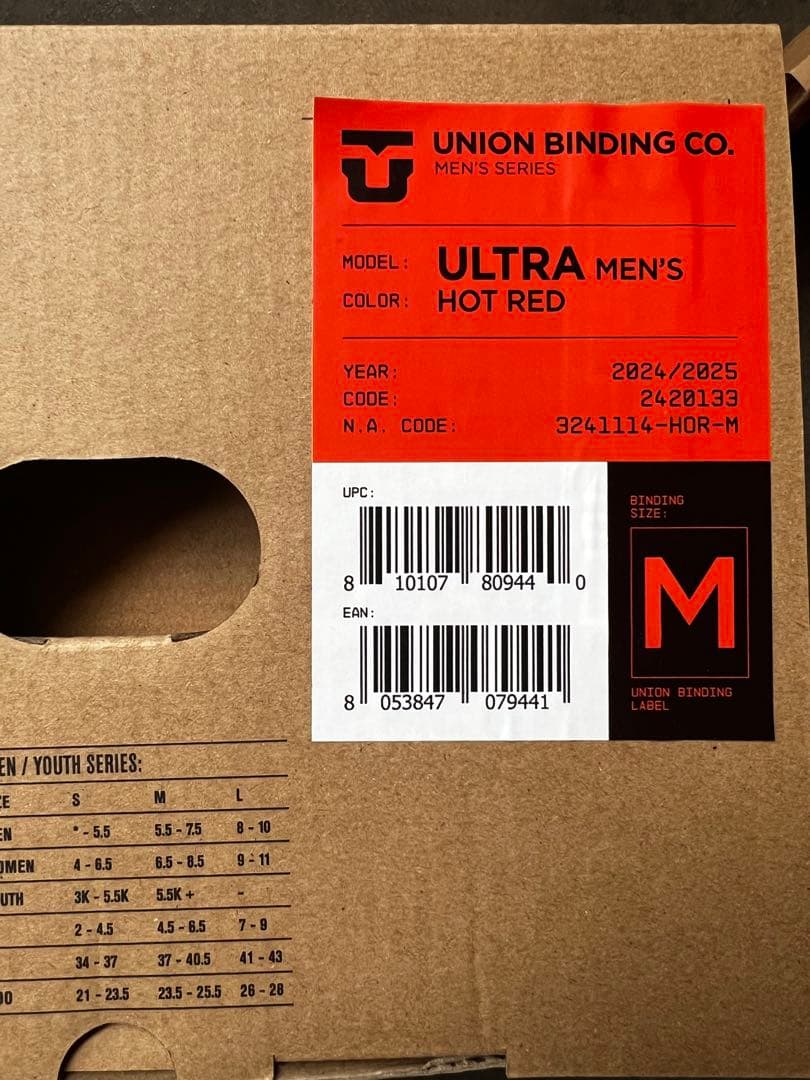 UNION BINDING CO.
MEN'S SERIES
MODEL: ULTRA MEN'S
COLOR: HOT RED
YEAR: 2024/2025
CODE: 2420133
N.A. CODE: 3241114-HOR-M
UPC:
8 10107 80944 0
EAN:
8 053847 079441
BINDING
SIZE:
M
UNION BINDING
LABEL
EN / YOUTH SERIES:
ZE S M L
EN * - 5.5 5.5 - 7.5 8 - 10
OMEN 4 - 6.5 6.5 - 8.5 9 - 11
UTH 3K - 5.5K 5.5K + -
2 - 4.5 4.5 - 6.5 7 - 9
34 - 37 37 - 40.5 41 - 43
DO 21 - 23.5 23.5 - 25.5 26 - 28